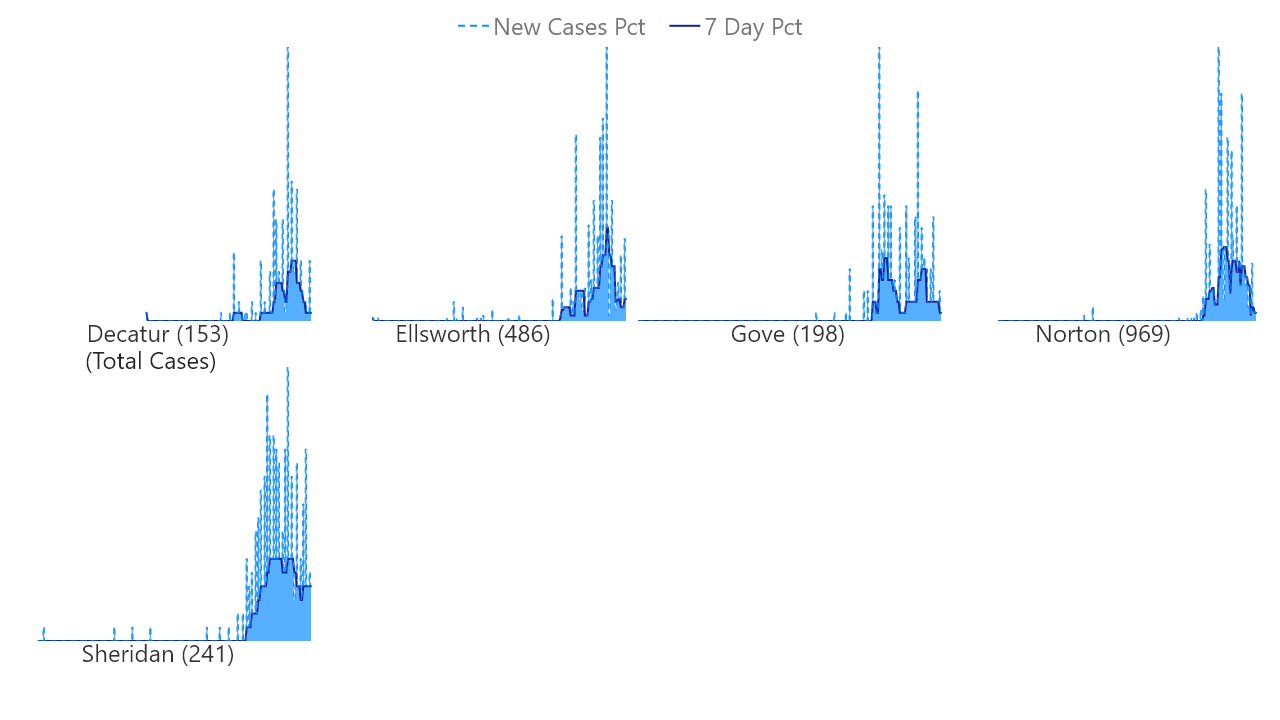 New Cases Pct 7 Day Pct
Decatur (153) Ellsworth (486) Gove (198) Norton (969)
(Total Cases)
Sheridan (241)